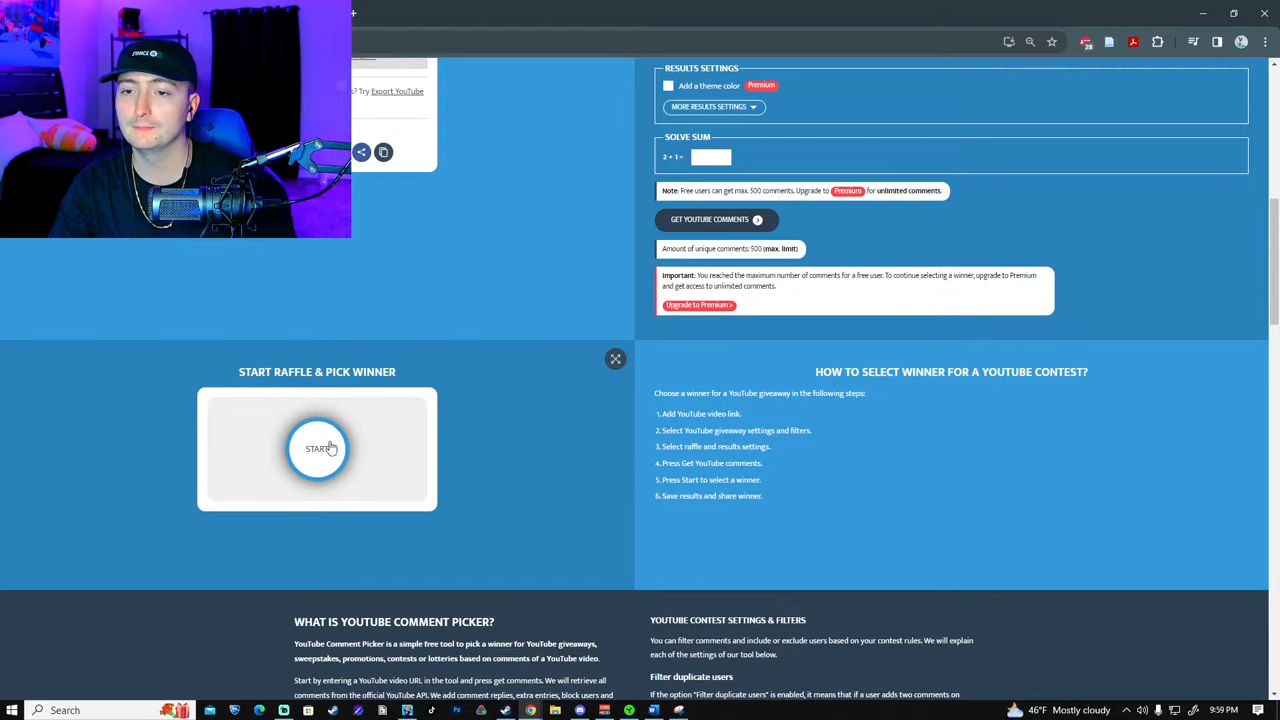 s? Try Export YouTube
RESULTS SETTINGS
Add a theme color Premium
MORE RESULTS SETTINGS
SOLVE SUM
2 + 1 =
Note: Free users can get max. 500 comments. Upgrade to Premium for unlimited comments.
GET YOUTUBE COMMENTS
Amount of unique comments: 500 (max. limit)
Important: You reached the maximum number of comments for a free user. To continue selecting a winner, upgrade to Premium
and get access to unlimited comments.
Upgrade to Premium >
START RAFFLE & PICK WINNER
START
HOW TO SELECT WINNER FOR A YOUTUBE CONTEST?
Choose a winner for a YouTube giveaway in the following steps:
1. Add YouTube video link.
2. Select YouTube giveaway settings and filters.
3. Select raffle and results settings.
4. Press Get YouTube comments.
5. Press Start to select a winner.
6. Save results and share winner.
WHAT IS YOUTUBE COMMENT PICKER?
YouTube Comment Picker is a simple free tool to pick a winner for YouTube giveaways,
sweepstakes, promotions, contests or lotteries based on comments of a YouTube video.
Start by entering a YouTube video URL in the tool and press get comments. We will retrieve all
comments from the official YouTube API. We add comment replies, extra entries, block users and
YOUTUBE CONTEST SETTINGS & FILTERS
You can filter comments and include or exclude users based on your contest rules. We will explain
each of the settings of our tool below.
Filter duplicate users
If the option "Filter duplicate users" is enabled, it means that if a user adds two comments on
Search
46°F Mostly cloudy
9:59 PM